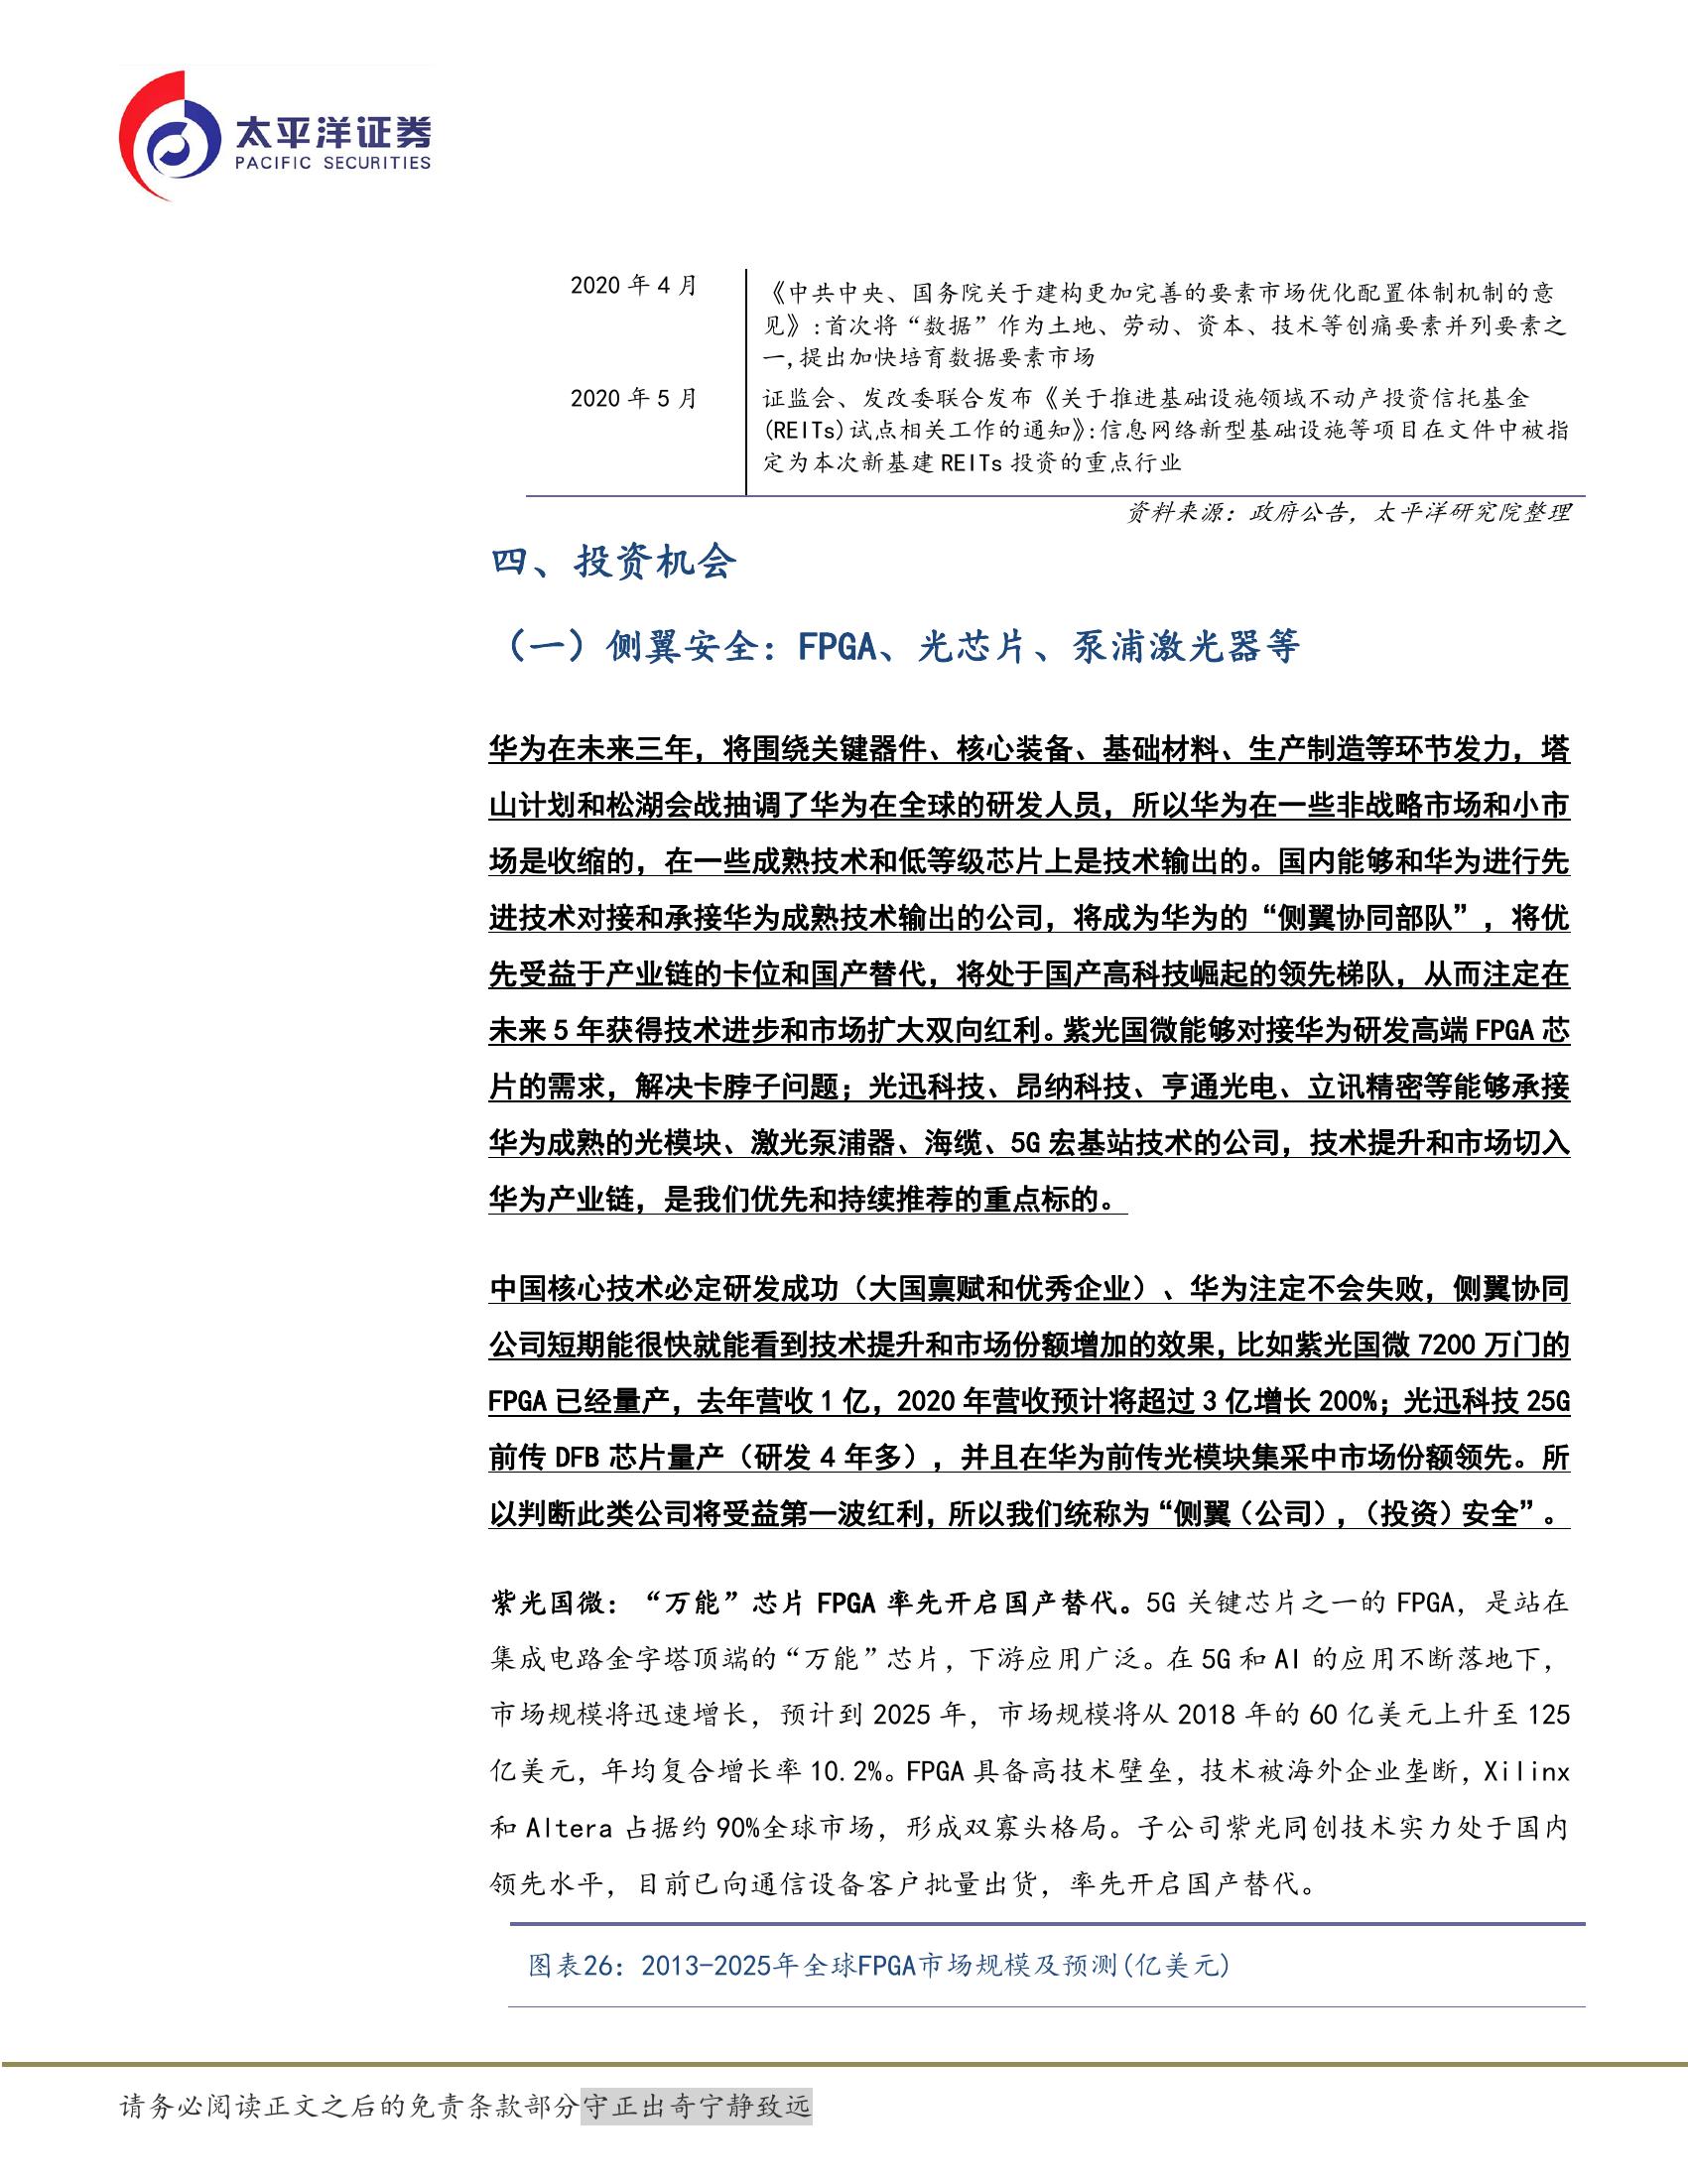 太平洋证券
PACIFIC SECURITIES
2020 年 4 月
《中共中央、国务院关于建构更加完善的要素市场优化配置体制机制的意
见》:首次将“数据”作为土地、劳动、资本、技术等创痛要素并列要素之
一,提出加快培育数据要素市场
2020 年 5 月
证监会、发改委联合发布《关于推进基础设施领域不动产投资信托基金
(REITs)试点相关工作的通知》:信息网络新型基础设施等项目在文件中被指
定为本次新基建 REITs 投资的重点行业
资料来源：政府公告，太平洋研究院整理
四、投资机会
（一）侧翼安全：FPGA、光芯片、泵浦激光器等
华为在未来三年，将围绕关键器件、核心装备、基础材料、生产制造等环节发力，塔
山计划和松湖会战抽调了华为在全球的研发人员，所以华为在一些非战略市场和小市
场是收缩的，在一些成熟技术和低等级芯片上是技术输出的。国内能够和华为进行先
进技术对接和承接华为成熟技术输出的公司，将成为华为的“侧翼协同部队”，将优
先受益于产业链的卡位和国产替代，将处于国产高科技崛起的领先梯队，从而注定在
未来 5 年获得技术进步和市场扩大双向红利。紫光国微能够对接华为研发高端 FPGA 芯
片的需求，解决卡脖子问题；光迅科技、昂纳科技、亨通光电、立讯精密等能够承接
华为成熟的光模块、激光泵浦器、海缆、5G 宏基站技术的公司，技术提升和市场切入
华为产业链，是我们优先和持续推荐的重点标的。
中国核心技术必定研发成功（大国禀赋和优秀企业）、华为注定不会失败，侧翼协同
公司短期能很快就能看到技术提升和市场份额增加的效果，比如紫光国微 7200 万门的
FPGA 已经量产，去年营收 1 亿，2020 年营收预计将超过 3 亿增长 200%；光迅科技 25G
前传 DFB 芯片量产（研发 4 年多），并且在华为前传光模块集采中市场份额领先。所
以判断此类公司将受益第一波红利，所以我们统称为“侧翼（公司），（投资）安全”。
紫光国微：“万能”芯片 FPGA 率先开启国产替代。5G 关键芯片之一的 FPGA，是站在
集成电路金字塔顶端的“万能”芯片，下游应用广泛。在 5G 和 AI 的应用不断落地下，
市场规模将迅速增长，预计到 2025 年，市场规模将从 2018 年的 60 亿美元上升至 125
亿美元，年均复合增长率 10.2%。FPGA 具备高技术壁垒，技术被海外企业垄断，Xilinx
和 Altera 占据约 90%全球市场，形成双寡头格局。子公司紫光同创技术实力处于国内
领先水平，目前已向通信设备客户批量出货，率先开启国产替代。
图表26：2013-2025年全球FPGA市场规模及预测(亿美元)
请务必阅读正文之后的免责条款部分守正出奇宁静致远